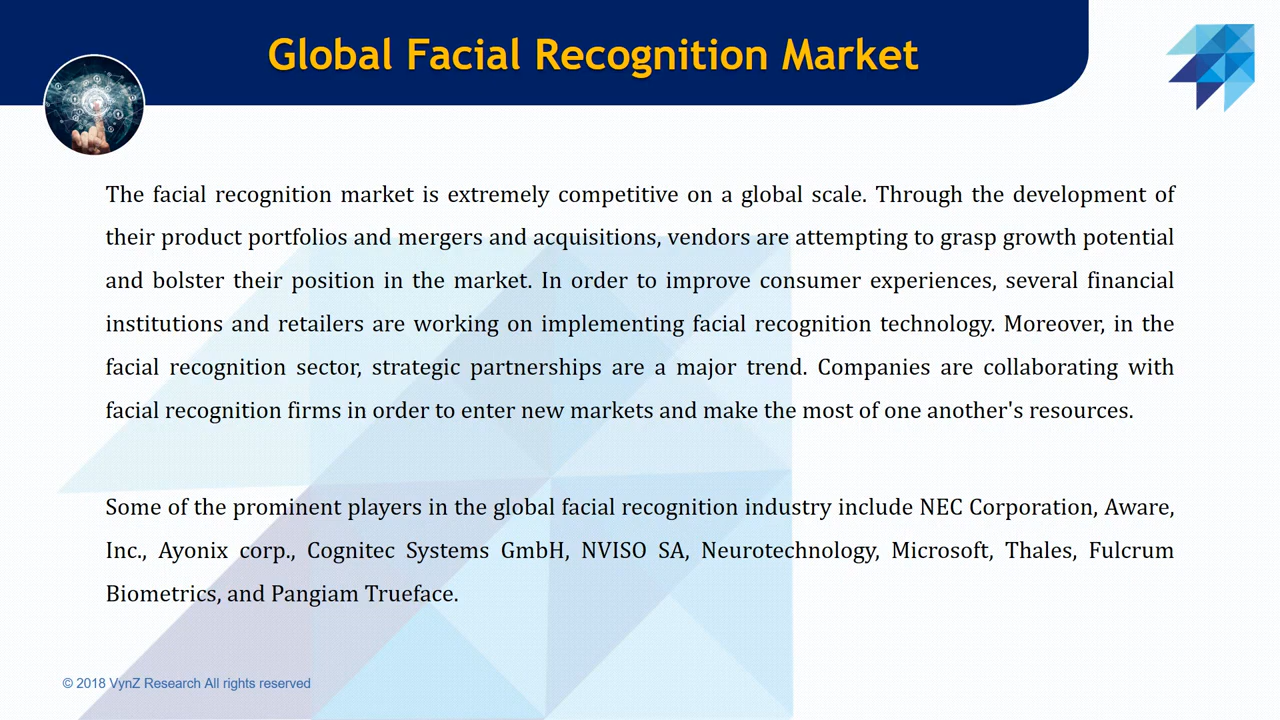 Global Facial Recognition Market
The facial recognition market is extremely competitive on a global scale. Through the development of
their product portfolios and mergers and acquisitions, vendors are attempting to grasp growth potential
and bolster their position in the market. In order to improve consumer experiences, several financial
institutions and retailers are working on implementing facial recognition technology. Moreover, in the
facial recognition sector, strategic partnerships are a major trend. Companies are collaborating with
facial recognition firms in order to enter new markets and make the most of one another's resources.
Some of the prominent players in the global facial recognition industry include NEC Corporation, Aware,
Inc., Ayonix corp., Cognitec Systems GmbH, NVISO SA, Neurotechnology, Microsoft, Thales, Fulcrum
Biometrics, and Pangiam Trueface.
© 2018 VynZ Research All rights reserved